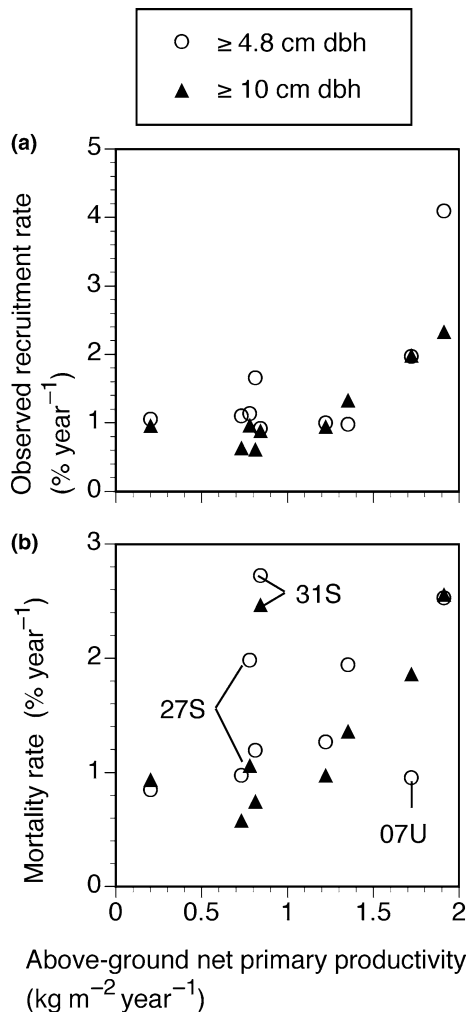 ≥ 4.8 cm dbh
≥ 10 cm dbh
(a)
5
4
3
2
1
0
Observed recruitment rate
(% year⁻¹)
(b)
3
2
1
0
Mortality rate (% year⁻¹)
31S
27S
07U
0 0.5 1 1.5 2
Above-ground net primary productivity
(kg m⁻² year⁻¹)